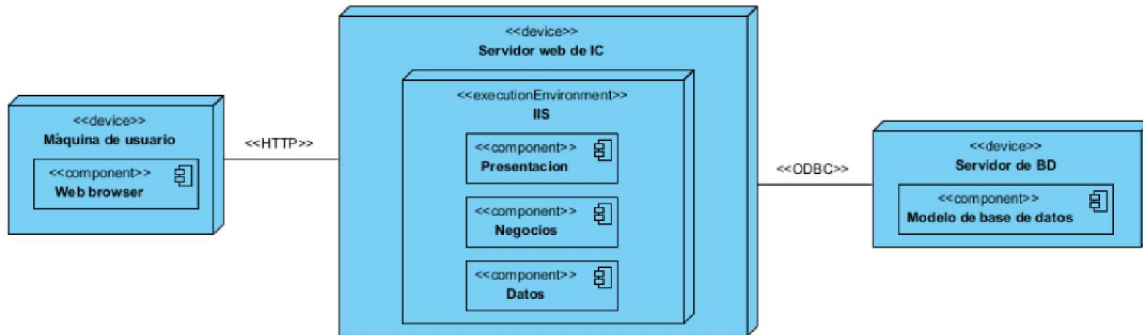 <<device>>
Máquina de usuario
<<component>>
Web browser
<<HTTP>>
<<device>>
Servidor web de IC
<<executionEnvironment>>
IIS
<<component>>
Presentacion
<<component>>
Negocios
<<component>>
Datos
<<ODBC>>
<<device>>
Servidor de BD
<<component>>
Modelo de base de datos